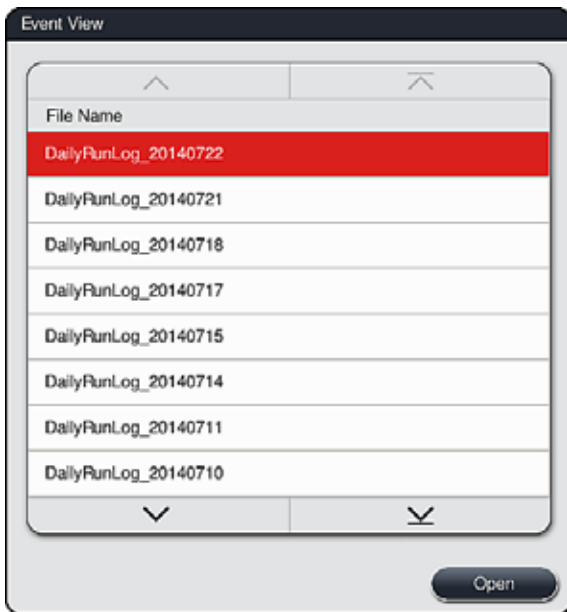 Event View
File Name
DailyRunLog_20140722
DailyRunLog_20140721
DailyRunLog_20140718
DailyRunLog_20140717
DailyRunLog_20140715
DailyRunLog_20140714
DailyRunLog_20140711
DailyRunLog_20140710
Open